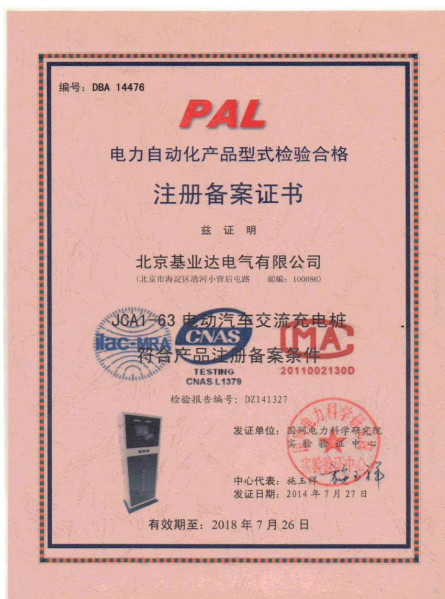 编号：DBA 14476
PAL
电力自动化产品型式检验合格
注册备案证书
兹 证 明
北京基业达电气有限公司
(北京市海淀区清河小营后屯路 邮编：100086)
JCA1-63 电动汽车交流充电桩
符合产品注册备案条件
ilac-MRA
CNAS
TESTING
CNAS L1379
MA
2011002130D
检验报告编号：DZ141327
发证单位：国网电力科学研究院
实验验证中心
中心代表：施玉祥
发证日期：2014 年 7 月 27 日
有效期至：2018 年 7 月 26 日